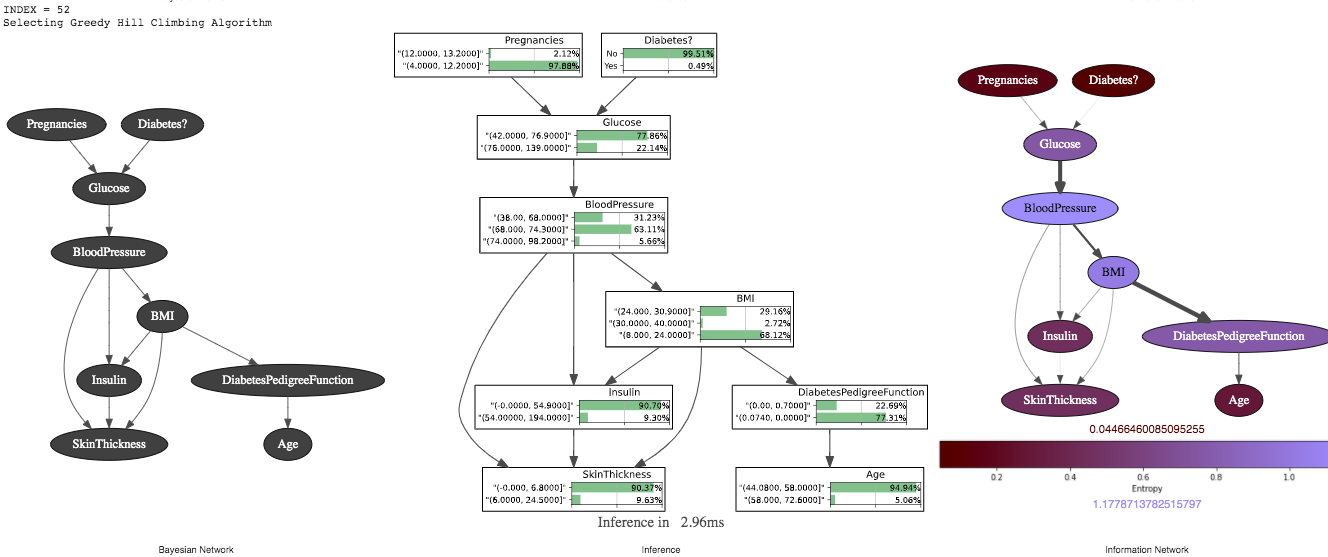 INDEX = 52
Selecting Greedy Hill Climbing Algorithm
Pregnancies
Diabetes?
Glucose
BloodPressure
BMI
Insulin
DiabetesPedigreeFunction
SkinThickness
Age
Bayesian Network
Pregnancies
"(12.0000, 13.2000]" 2.12%
"(4.0000, 12.2000]" 97.88%
Diabetes?
No 99.51%
Yes 0.49%
Glucose
"(42.0000, 76.9000]" 77.86%
"(76.0000, 139.0000]" 22.14%
BloodPressure
"(38.00, 68.0000]" 31.23%
"(68.0000, 74.3000]" 63.11%
"(74.0000, 98.2000]" 5.66%
BMI
"(24.000, 30.9000]" 29.16%
"(30.0000, 40.0000]" 2.72%
"(8.000, 24.0000]" 68.12%
Insulin
"(-0.0000, 54.9000]" 90.70%
"(54.00000, 194.0000]" 9.30%
DiabetesPedigreeFunction
"(0.00, 0.7000]" 22.69%
"(0.0740, 0.0000]" 77.31%
SkinThickness
"(-0.000, 6.8000]" 90.37%
"(6.0000, 24.5000]" 9.63%
Age
"(44.0800, 58.0000]" 94.94%
"(58.000, 72.6000]" 5.06%
Inference in 2.96ms
Inference
Pregnancies
Diabetes?
Glucose
BloodPressure
BMI
Insulin
DiabetesPedigreeFunction
SkinThickness
Age
0.04466460085095255
0.2 0.4 0.6 0.8 1.0
Entropy
1.1778713782515797
Information Network